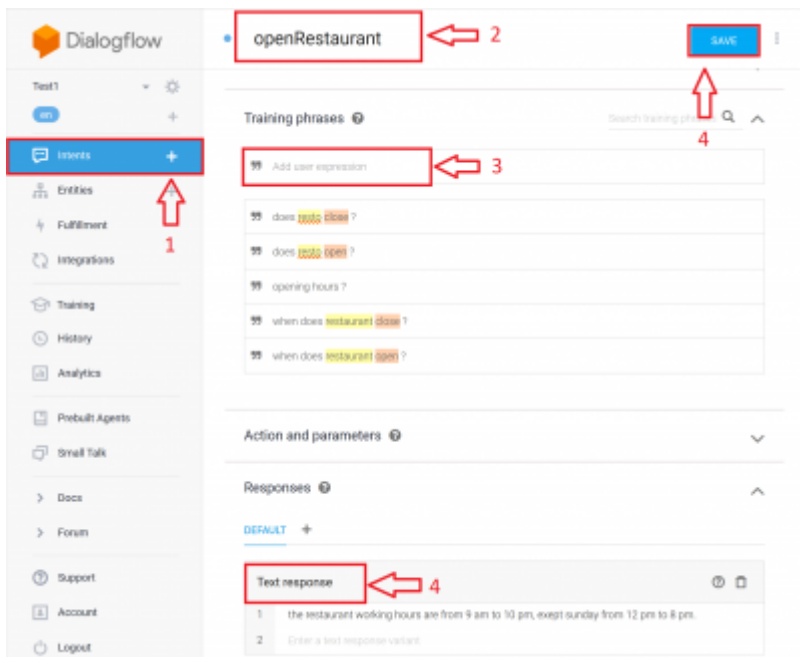 Dialogflow
openRestaurant
2
SAVE
Test1
en
Training phrases
Search training
4
Intents
Add user expression
3
Entities
1
Fulfillment
Integrations
does resto close ?
does resto open ?
opening hours ?
when does restaurant close ?
when does restaurant open ?
Training
History
Analytics
Prebuilt Agents
Small Talk
Action and parameters
Docs
Forum
Responses
DEFAULT
Support
Account
Logout
Text response
4
1 the restaurant working hours are from 9 am to 10 pm, exept sunday from 12 pm to 8 pm.
2 Enter a text response variant